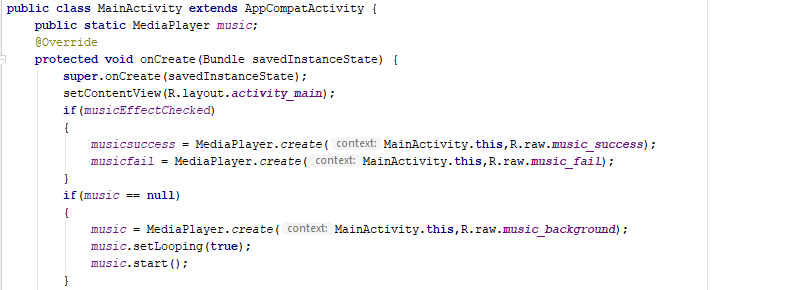 public class MainActivity extends AppCompatActivity {
    public static MediaPlayer music;
    @Override
    protected void onCreate(Bundle savedInstanceState) {
        super.onCreate(savedInstanceState);
        setContentView(R.layout.activity_main);
        if(musicEffectChecked)
        {
            musicsuccess = MediaPlayer.create( context: MainActivity.this,R.raw.music_success);
            musicfail = MediaPlayer.create( context: MainActivity.this,R.raw.music_fail);
        }
        if(music == null)
        {
            music = MediaPlayer.create( context: MainActivity.this,R.raw.music_background);
            music.setLooping(true);
            music.start();
        }